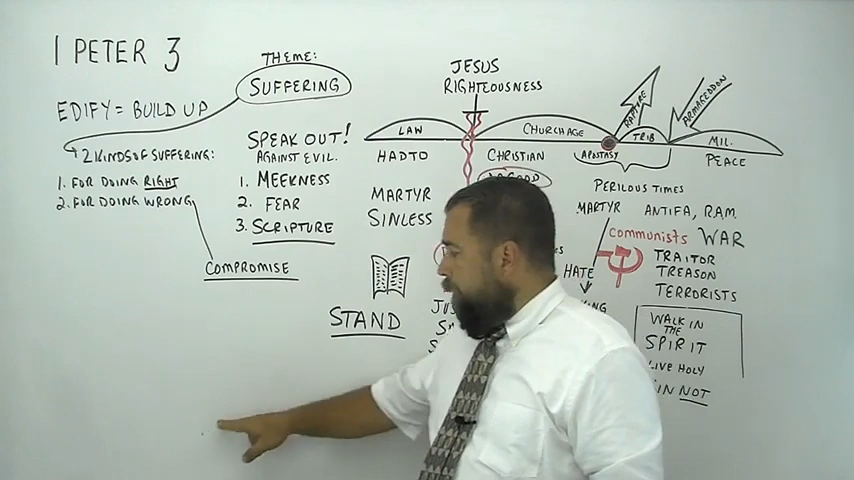 1 PETER 3
THEME:
SUFFERING
EDIFY = BUILD UP
2 KINDS OF SUFFERING:
1. FOR DOING RIGHT
2. FOR DOING WRONG
COMPROMISE
SPEAK OUT!
AGAINST EVIL.
1. MEEKNESS
2. FEAR
3. SCRIPTURE
STAND
JESUS
RIGHTEOUSNESS
LAW
CHURCHAGE
RAPTURE
TRIB
ARMAGEDDON
MIL.
HAD TO
CHRISTIAN
APOSTASY
PEACE
MARTYR
SINLESS
PERILOUS TIMES
MARTYR
ANTIFA, R.A.M.
COMMUNISTS
WAR
HATE
TRAITOR
TREASON
TERRORISTS
WALK IN
THE
SPIRIT
LIVE HOLY
SIN NOT